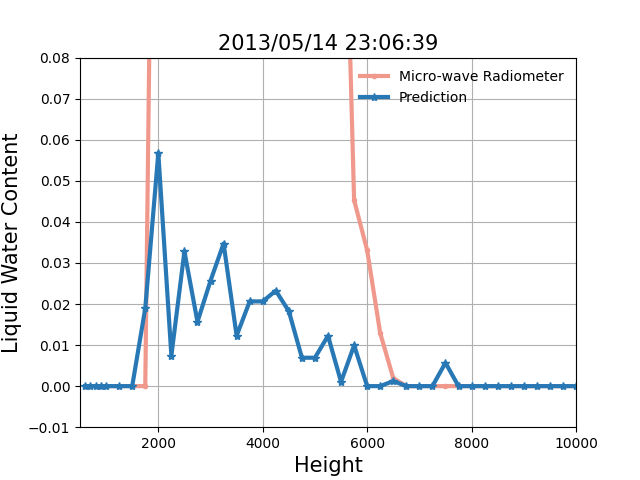 2013/05/14 23:06:39
Micro-wave Radiometer
Prediction
Liquid Water Content
0.08
0.07
0.06
0.05
0.04
0.03
0.02
0.01
0.00
−0.01
2000 4000 6000 8000 10000
Height